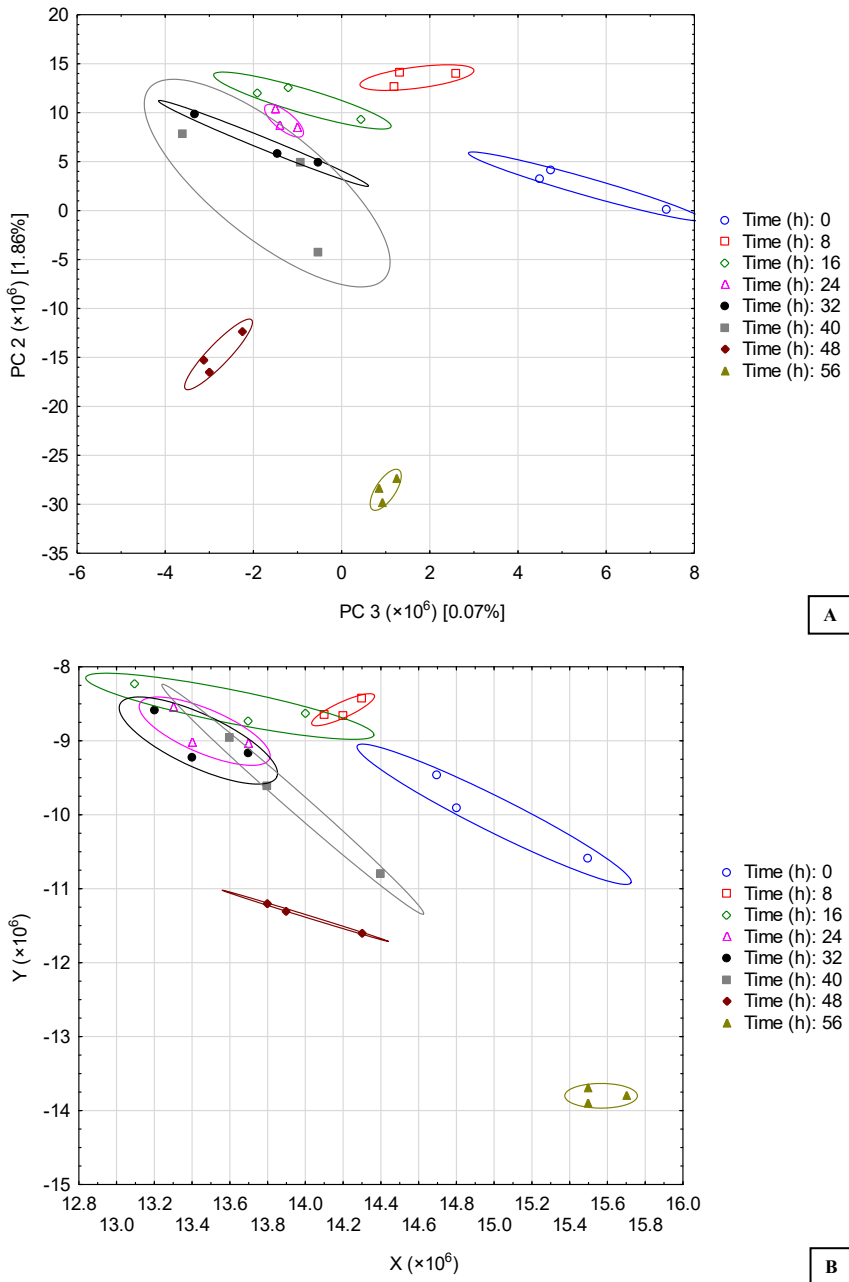 20
15
10
5
0
-5
-10
-15
-20
-25
-30
-35
PC 2 (×10⁶) [1.86%]
-6 -4 -2 0 2 4 6 8
PC 3 (×10⁶) [0.07%]
Time (h): 0
Time (h): 8
Time (h): 16
Time (h): 24
Time (h): 32
Time (h): 40
Time (h): 48
Time (h): 56
A
-8
-9
-10
-11
-12
-13
-14
-15
Y (×10⁶)
12.8 13.2 13.6 14.0 14.4 14.8 15.2 15.6 16.0
13.0 13.4 13.8 14.2 14.6 15.0 15.4 15.8
X (×10⁶)
Time (h): 0
Time (h): 8
Time (h): 16
Time (h): 24
Time (h): 32
Time (h): 40
Time (h): 48
Time (h): 56
B